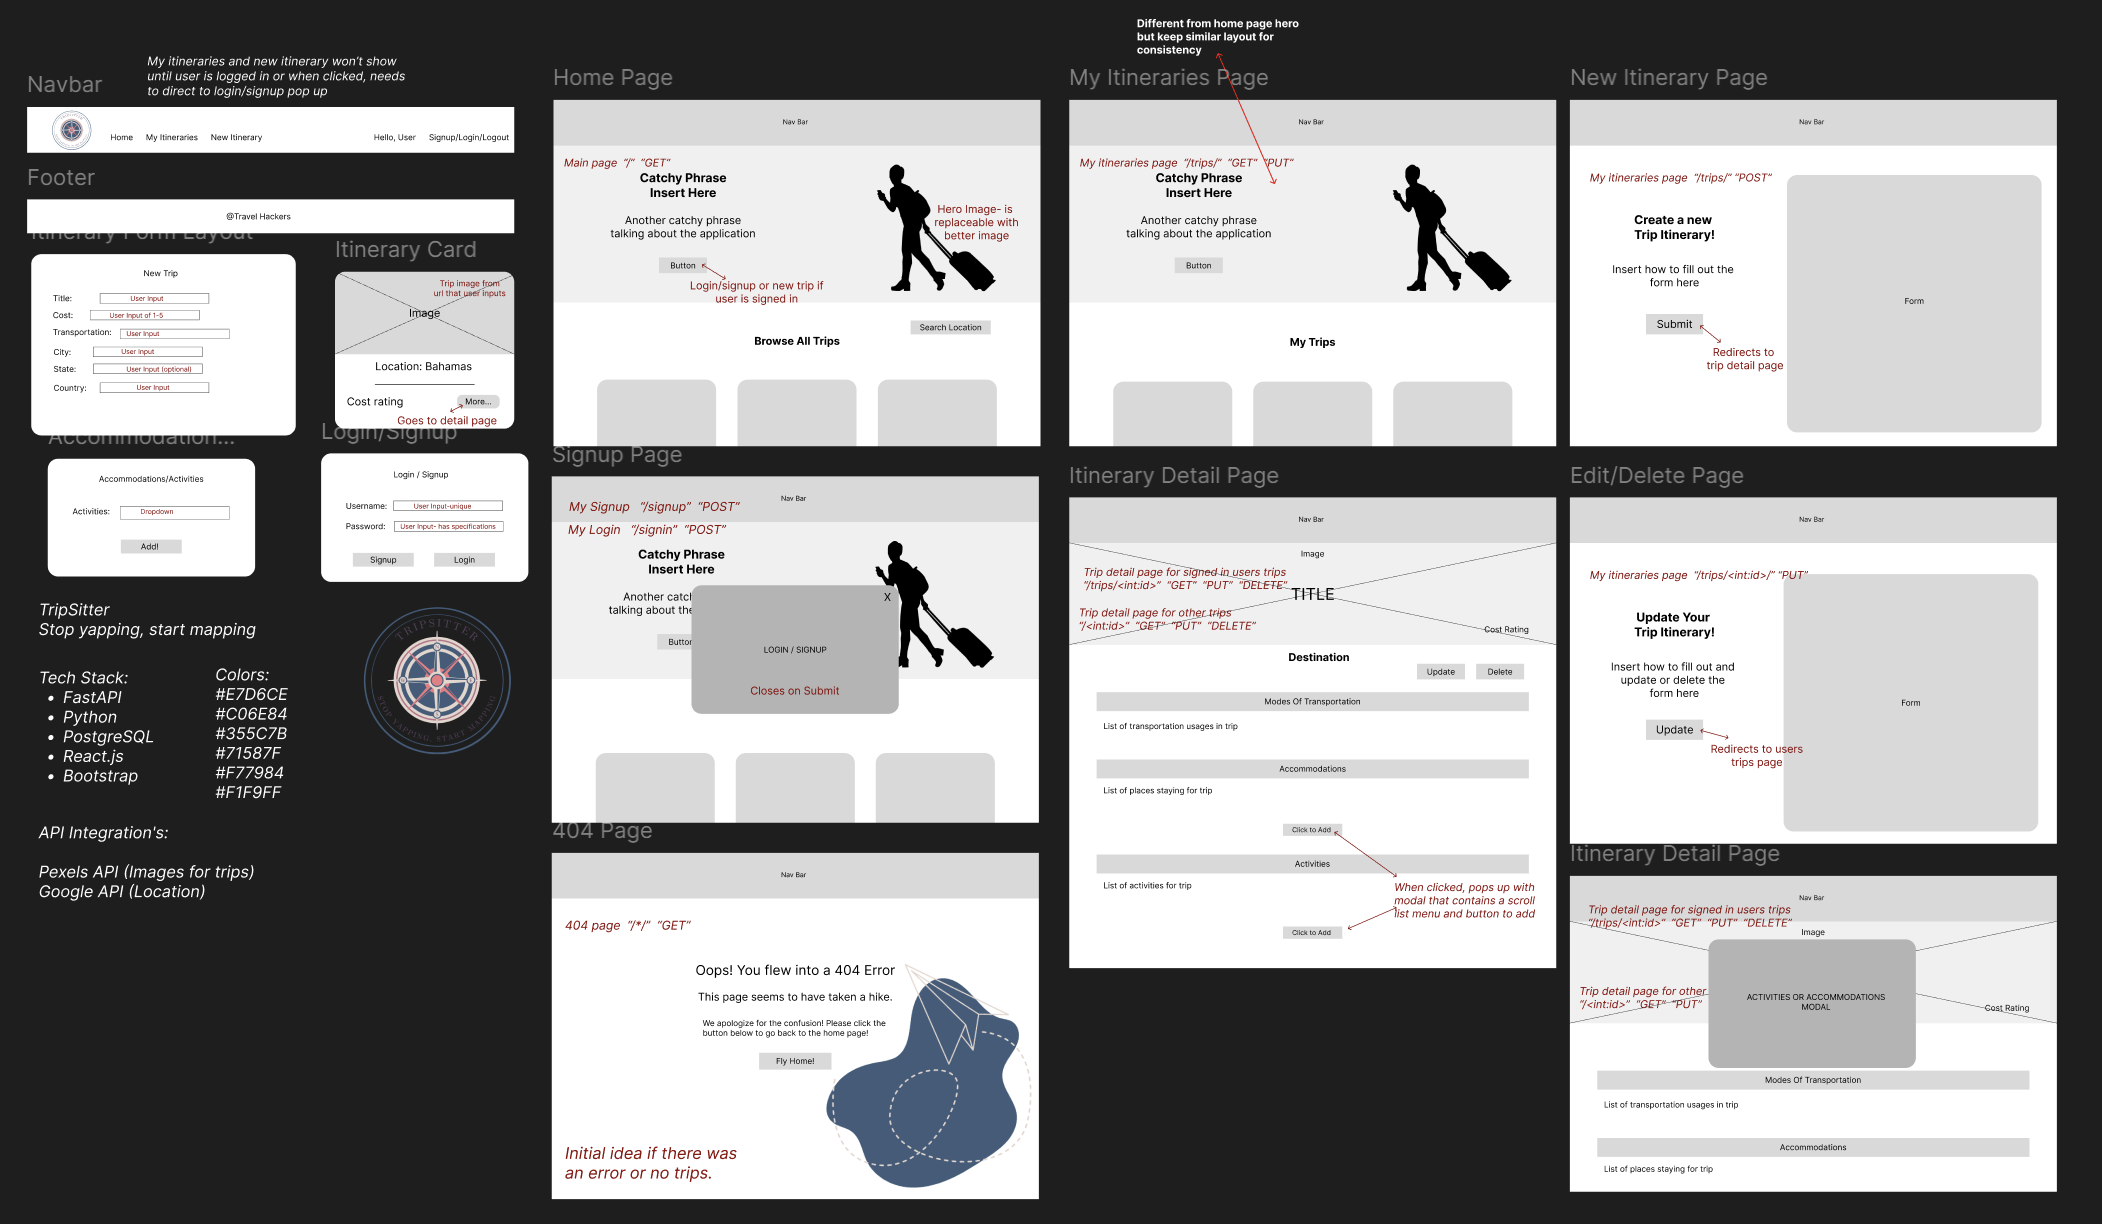 Different from home page hero
but keep similar layout for
consistency
My itineraries and new itinerary won't show
until user is logged in or when clicked, needs
to direct to login/signup pop up
Navbar
Home
My Itineraries
New Itinerary
Hello, User
Signup/Login/Logout
Footer
@Travel Hackers
Itinerary Form Layout
New Trip
Title:
User Input
Cost:
User Input of 1-5
Transportation:
User Input
City:
User Input
State:
User Input (optional)
Country:
User Input
Itinerary Card
Trip image from
url that user inputs
Image
Location: Bahamas
Cost rating
More...
Goes to detail page
Accommodation...
Accommodations/Activities
Activities:
Dropdown
Add!
Login/Signup
Login / Signup
Username:
User Input-unique
Password:
User Input- has specifications
Signup
Login
TripSitter
Stop yapping, start mapping
Tech Stack:
• FastAPI
• Python
• PostgreSQL
• React.js
• Bootstrap
Colors:
#E7D6CE
#C06E84
#355C7B
#71587F
#F77984
#F1F9FF
TRIPSITTER
STOP YAPPING, START MAPPING
API Integration's:
Pexels API (Images for trips)
Google API (Location)
Home Page
Nav Bar
Main page "/" "GET"
Catchy Phrase
Insert Here
Another catchy phrase
talking about the application
Button
Login/signup or new trip if
user is signed in
Hero Image- is
replaceable with
better image
Search Location
Browse All Trips
Signup Page
Nav Bar
My Signup "/signup" "POST"
My Login "/signin" "POST"
Catchy Phrase
Insert Here
Another catc
talking about the
Button
X
LOGIN / SIGNUP
Closes on Submit
404 Page
Nav Bar
404 page "/*/" "GET"
Oops! You flew into a 404 Error
This page seems to have taken a hike.
We apologize for the confusion! Please click the
button below to go back to the home page!
Fly Home!
Initial idea if there was
an error or no trips.
My Itineraries Page
Nav Bar
My itineraries page "/trips/" "GET" "PUT"
Catchy Phrase
Insert Here
Another catchy phrase
talking about the application
Button
My Trips
Itinerary Detail Page
Nav Bar
Image
Trip detail page for signed in users trips
"/trips/<int:id>" "GET" "PUT" "DELETE"
TITLE
Trip detail page for other trips
"/<int:id>" "GET" "PUT" "DELETE"
Cost Rating
Destination
Update
Delete
Modes Of Transportation
List of transportation usages in trip
Accommodations
List of places staying for trip
Click to Add
Activities
List of activities for trip
When clicked, pops up with
modal that contains a scroll
list menu and button to add
Click to Add
New Itinerary Page
Nav Bar
My itineraries page "/trips/" "POST"
Create a new
Trip Itinerary!
Insert how to fill out the
form here
Submit
Redirects to
trip detail page
Form
Edit/Delete Page
Nav Bar
My itineraries page "/trips/<int:id>/" "PUT"
Update Your
Trip Itinerary!
Insert how to fill out and
update or delete the
form here
Update
Redirects to users
trips page
Form
Itinerary Detail Page
Nav Bar
Trip detail page for signed in users trips
"/trips/<int:id>" "GET" "PUT" "DELETE"
Image
Trip detail page for other
"/<int:id>" "GET" "PUT"
ACTIVITIES OR ACCOMMODATIONS
MODAL
Cost Rating
Modes Of Transportation
List of transportation usages in trip
Accommodations
List of places staying for trip